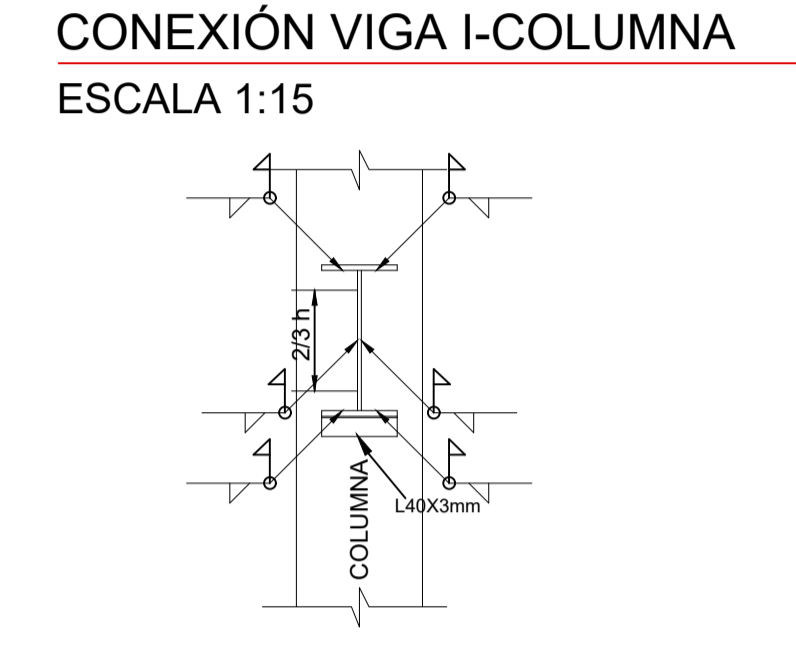 CONEXIÓN VIGA I-COLUMNA
ESCALA 1:15
2/3 h
COLUMNA
L40X3mm